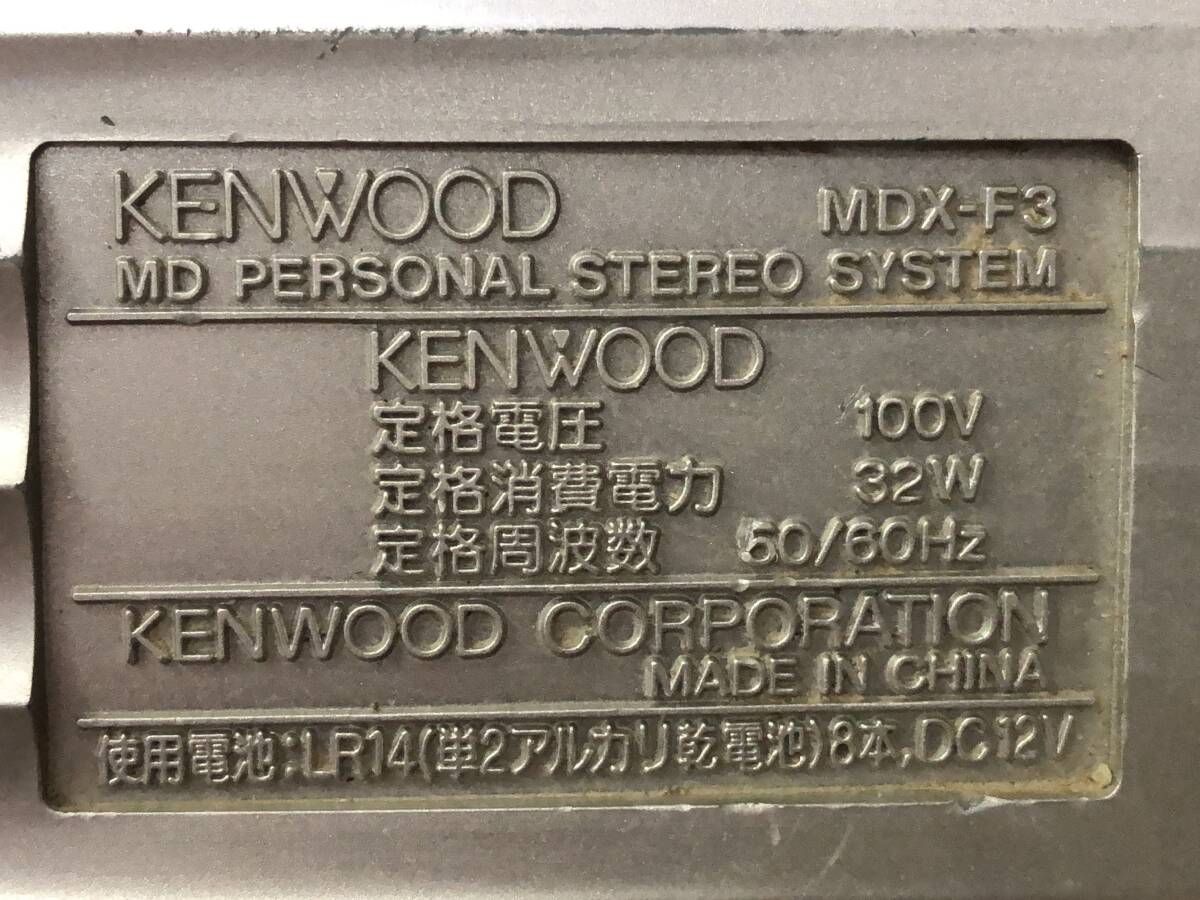 KENWOOD MDX-F3
MD PERSONAL STEREO SYSTEM
KENWOOD
定格電圧 100V
定格消費電力 32W
定格周波数 50/60Hz
KENWOOD CORPORATION
MADE IN CHINA
使用電池:LR14(単2アルカリ乾電池)8本,DC12V